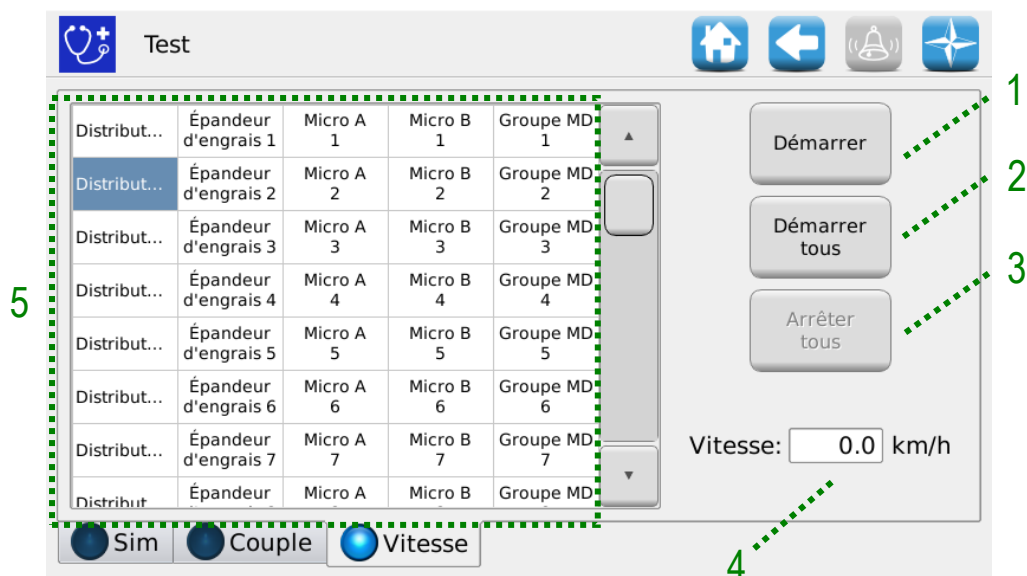 Test
1
Distribut... Épandeur d'engrais 1 Micro A 1 Micro B 1 Groupe MD 1
Démarrer
2
Distribut... Épandeur d'engrais 2 Micro A 2 Micro B 2 Groupe MD 2
Démarrer
tous
Distribut... Épandeur d'engrais 3 Micro A 3 Micro B 3 Groupe MD 3
3
5
Distribut... Épandeur d'engrais 4 Micro A 4 Micro B 4 Groupe MD 4
Arrêter
tous
Distribut... Épandeur d'engrais 5 Micro A 5 Micro B 5 Groupe MD 5
Distribut... Épandeur d'engrais 6 Micro A 6 Micro B 6 Groupe MD 6
Distribut... Épandeur d'engrais 7 Micro A 7 Micro B 7 Groupe MD 7
Vitesse: 0.0 km/h
Distribut Épandeur Micro A Micro B Groupe MD
Sim Couple Vitesse
4